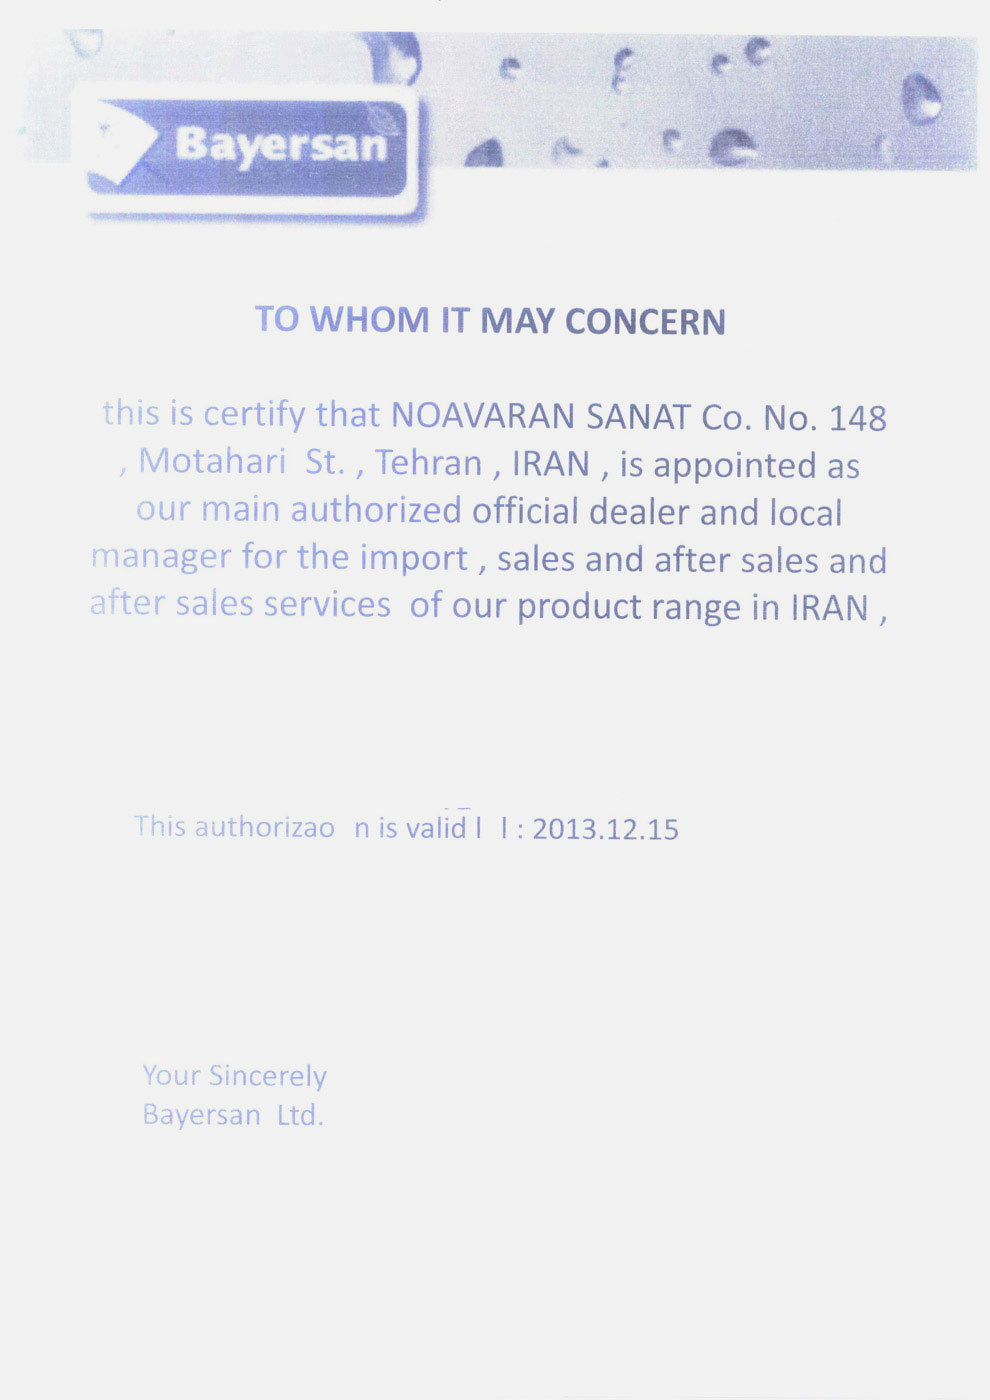 Bayersan
TO WHOM IT MAY CONCERN
this is certify that NOAVARAN SANAT Co. No. 148
, Motahari St. , Tehran , IRAN , is appointed as
our main authorized official dealer and local
manager for the import , sales and after sales and
after sales services of our product range in IRAN ,
This authorizao n is valid l l : 2013.12.15
Your Sincerely
Bayersan Ltd.